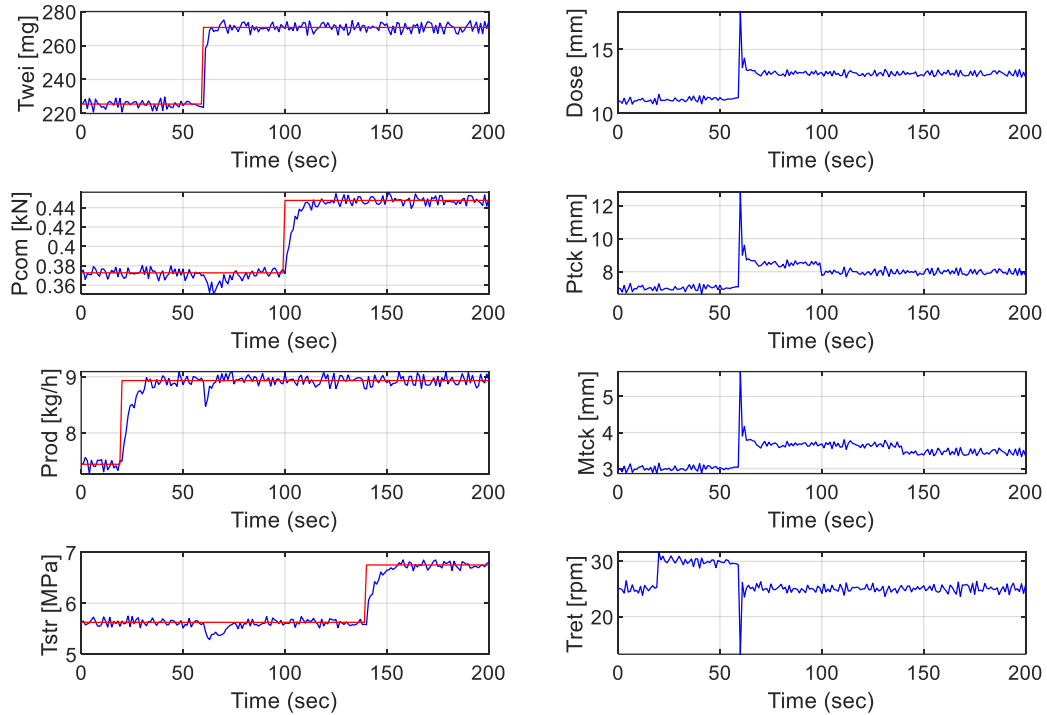 Twei [mg]
280
260
240
220
0 50 100 150 200
Time (sec)
Dose [mm]
15
10
0 50 100 150 200
Time (sec)
Pcom [kN]
0.44
0.42
0.4
0.38
0.36
0 50 100 150 200
Time (sec)
Ptck [mm]
12
10
8
0 50 100 150 200
Time (sec)
Prod [kg/h]
9
8
0 50 100 150 200
Time (sec)
Mtck [mm]
5
4
3
0 50 100 150 200
Time (sec)
Tstr [MPa]
7
6
5
0 50 100 150 200
Time (sec)
Tret [rpm]
30
20
0 50 100 150 200
Time (sec)